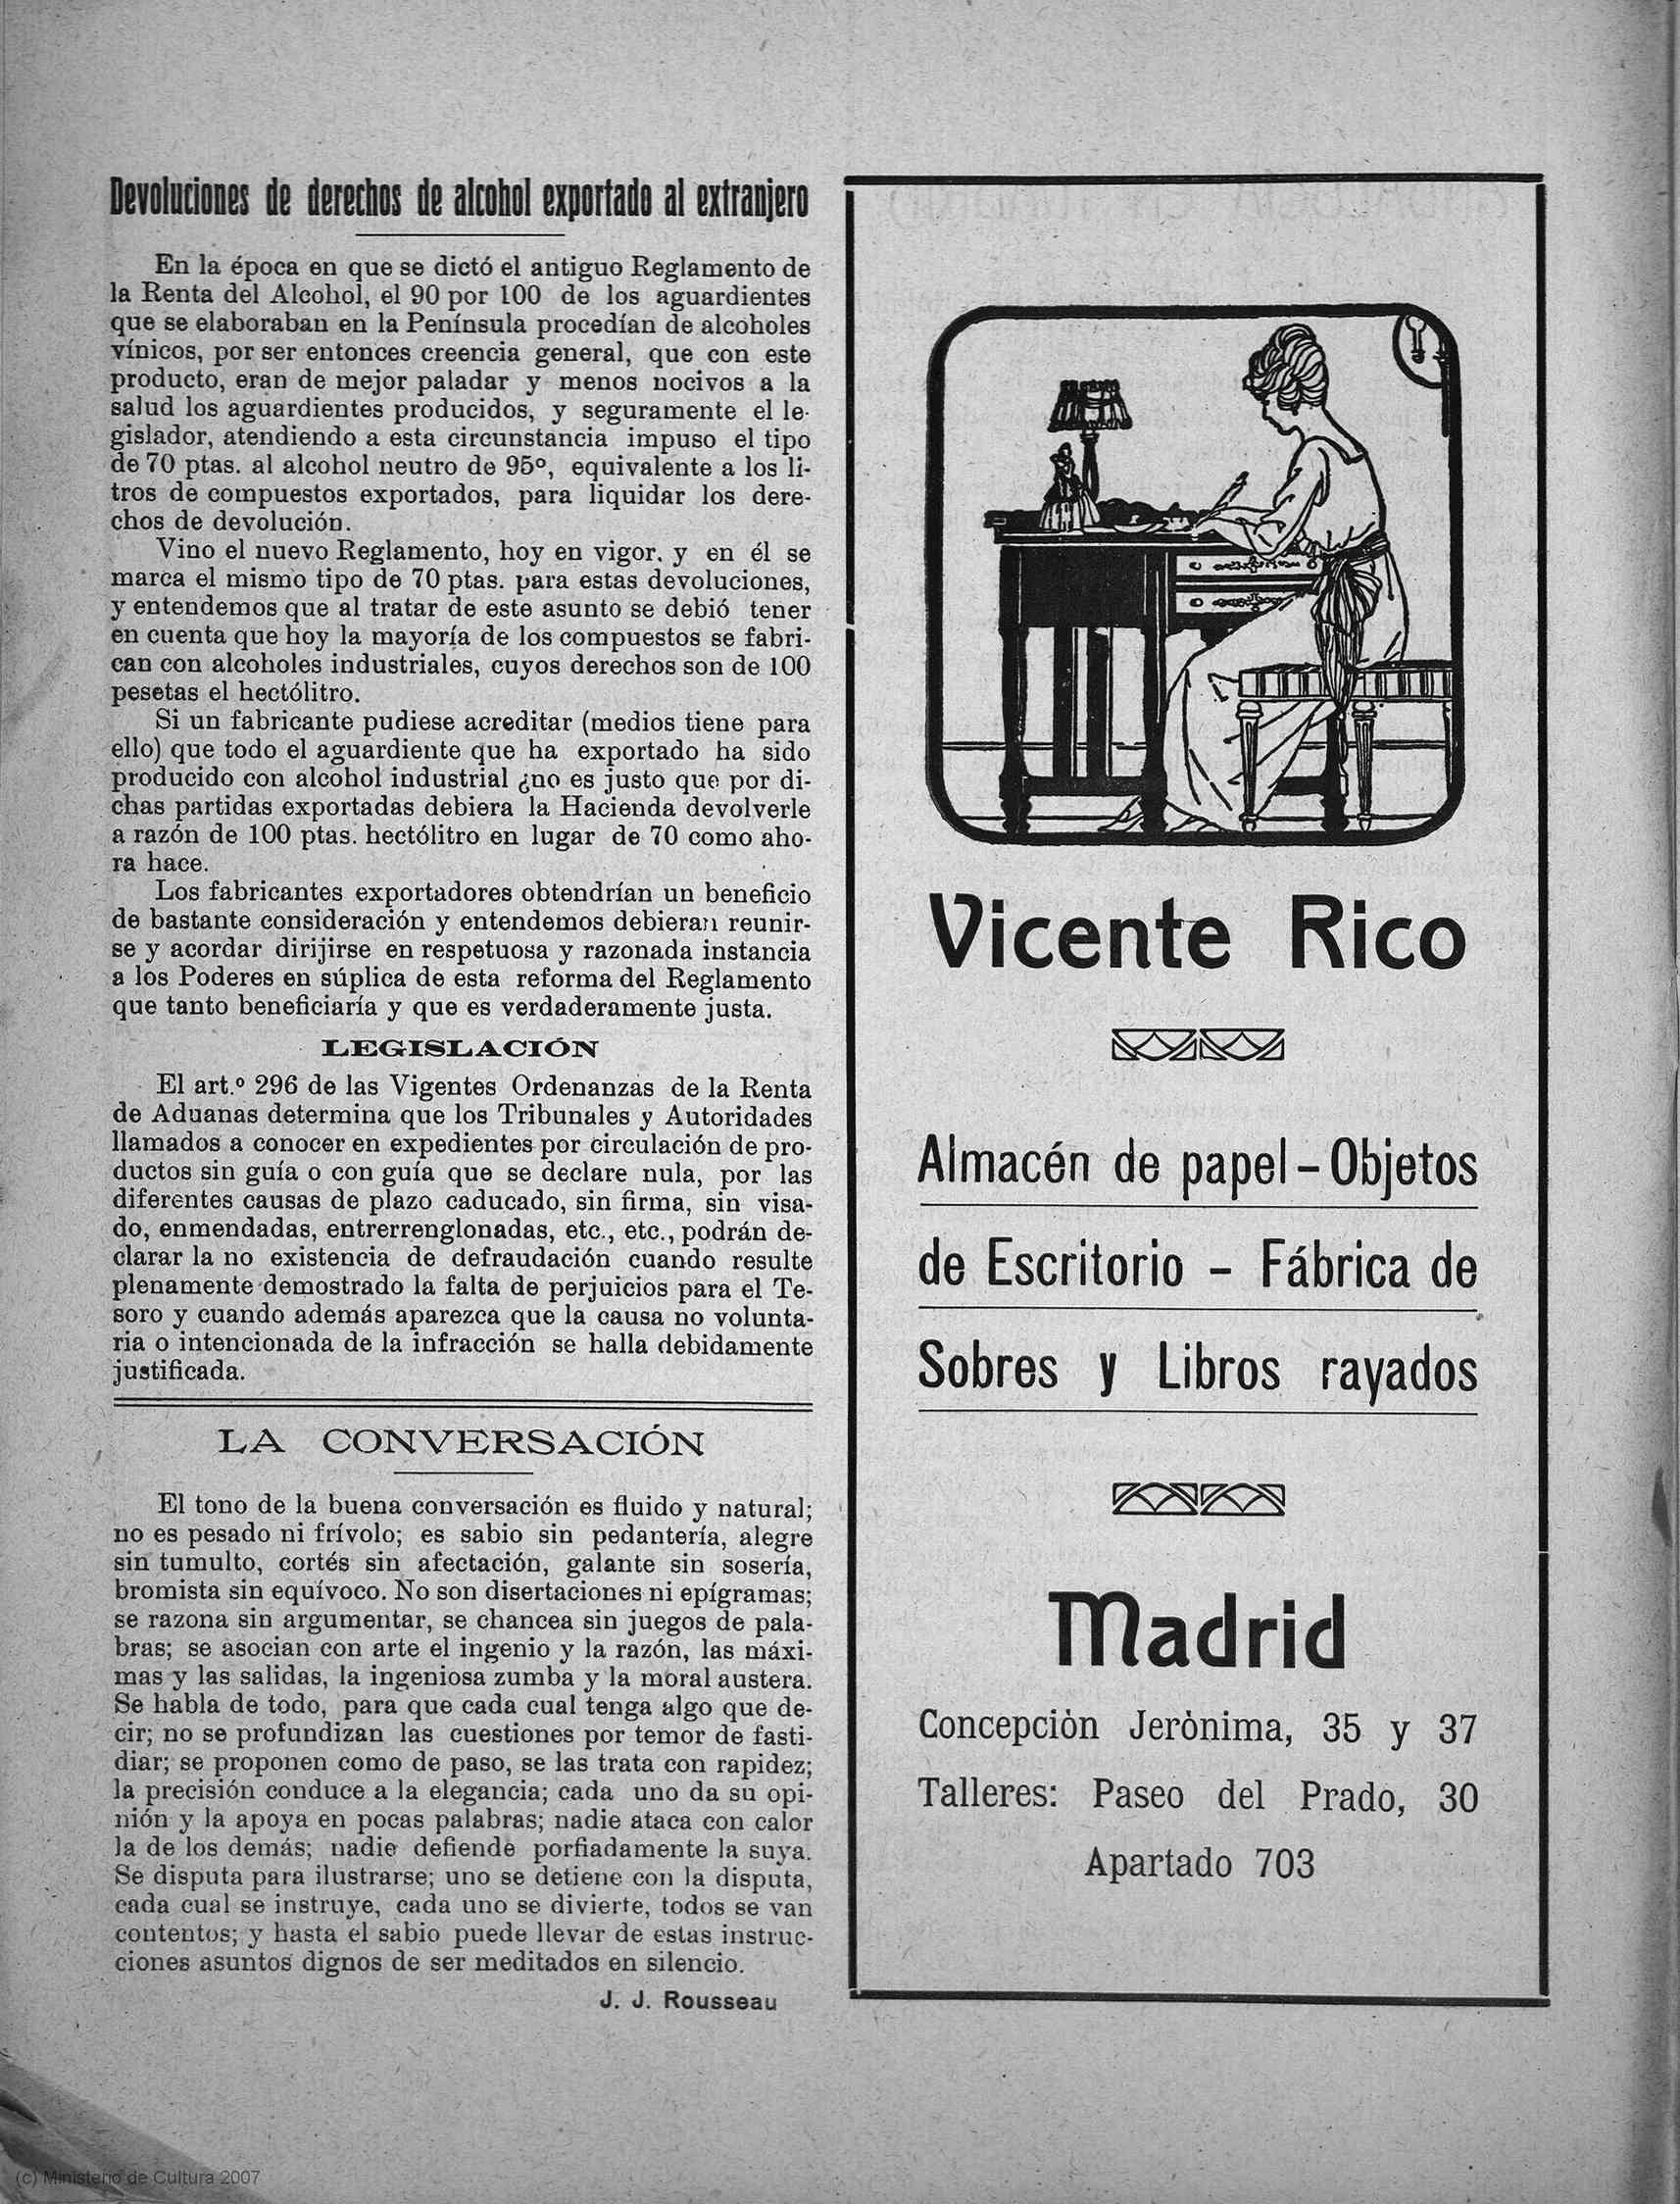 Devoluciones de derechos de alcohol exportado al extranjero
En la época en que se dictó el antiguo Reglamento de
la Renta del Alcohol, el 90 por 100 de los aguardientes
que se elaboraban en la Península procedían de alcoholes
vínicos, por ser entonces creencia general, que con este
producto, eran de mejor paladar y menos nocivos a la
salud los aguardientes producidos, y seguramente el le-
gislador, atendiendo a esta circunstancia impuso el tipo
de 70 ptas. al alcohol neutro de 95º, equivalente a los li-
tros de compuestos exportados, para liquidar los dere-
chos de devolución.
Vino el nuevo Reglamento, hoy en vigor. y en él se
marca el mismo tipo de 70 ptas. para estas devoluciones,
y entendemos que al tratar de este asunto se debió tener
en cuenta que hoy la mayoría de los compuestos se fabri-
can con alcoholes industriales, cuyos derechos son de 100
pesetas el hectólitro.
Si un fabricante pudiese acreditar (medios tiene para
ello) que todo el aguardiente que ha exportado ha sido
producido con alcohol industrial ¿no es justo que por di-
chas partidas exportadas debiera la Hacienda devolverle
a razón de 100 ptas. hectólitro en lugar de 70 como aho-
ra hace.
Los fabricantes exportadores obtendrían un beneficio
de bastante consideración y entendemos debieran reunir-
se y acordar dirijirse en respetuosa y razonada instancia
a los Poderes en súplica de esta reforma del Reglamento
que tanto beneficiaría y que es verdaderamente justa.
LEGISLACIÓN
El art.º 296 de las Vigentes Ordenanzas de la Renta
de Aduanas determina que los Tribunales y Autoridades
llamados a conocer en expedientes por circulación de pro-
ductos sin guía o con guía que se declare nula, por las
diferentes causas de plazo caducado, sin firma, sin visa-
do, enmendadas, entrerrenglonadas, etc., etc., podrán de-
clarar la no existencia de defraudación cuando resulte
plenamente demostrado la falta de perjuicios para el Te-
soro y cuando además aparezca que la causa no volunta-
ria o intencionada de la infracción se halla debidamente
justificada.
LA CONVERSACIÓN
El tono de la buena conversación es fluido y natural;
no es pesado ni frívolo; es sabio sin pedantería, alegre
sin tumulto, cortés sin afectación, galante sin sosería,
bromista sin equívoco. No son disertaciones ni epígramas;
se razona sin argumentar, se chancea sin juegos de pala-
bras; se asocian con arte el ingenio y la razón, las máxi-
mas y las salidas, la ingeniosa zumba y la moral austera.
Se habla de todo, para que cada cual tenga algo que de-
cir; no se profundizan las cuestiones por temor de fasti-
diar; se proponen como de paso, se las trata con rapidez;
la precisión conduce a la elegancia; cada uno da su opi-
nión y la apoya en pocas palabras; nadie ataca con calor
la de los demás; nadie defiende porfiadamente la suya.
Se disputa para ilustrarse; uno se detiene con la disputa,
cada cual se instruye, cada uno se divierte, todos se van
contentos; y hasta el sabio puede llevar de estas instruc-
ciones asuntos dignos de ser meditados en silencio.
J. J. Rousseau
Vicente Rico
Almacén de papel – Objetos
de Escritorio – Fábrica de
Sobres y Libros rayados
Madrid
Concepciòn Jerònima, 35 y 37
Talleres: Paseo del Prado, 30
Apartado 703
(c) Ministerio de Cultura 2007